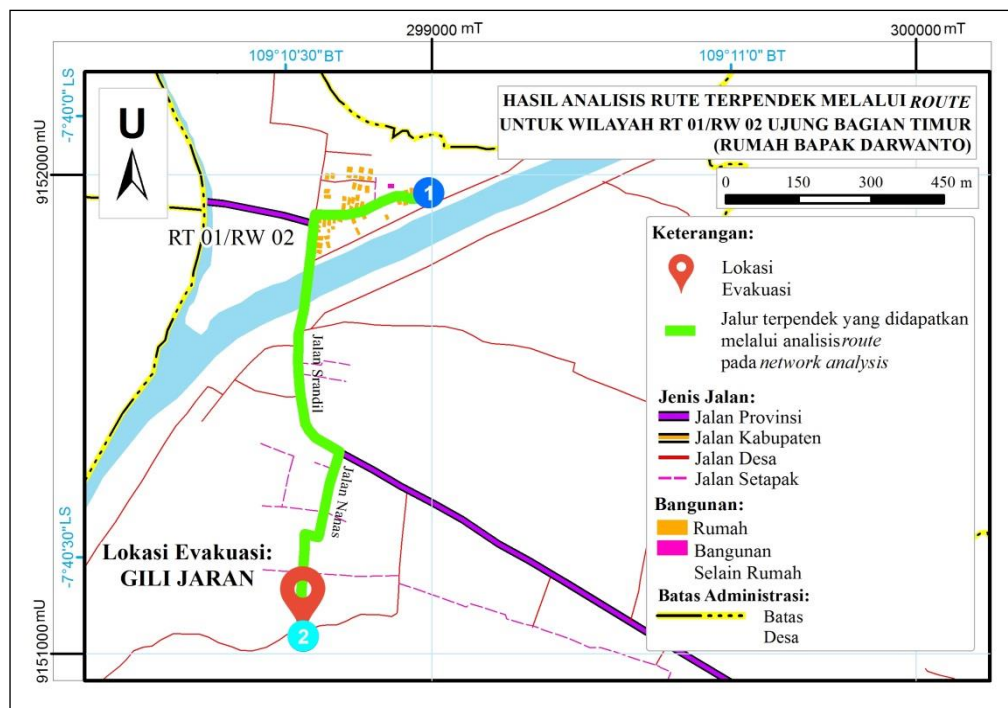 299000 mT
300000 mT
109°10'30" BT
109°11'0" BT
-7°40'0" LS
9152000 mU
-7°40'30" LS
9151000 mU
U
HASIL ANALISIS RUTE TERPENDEK MELALUI ROUTE
UNTUK WILAYAH RT 01/RW 02 UJUNG BAGIAN TIMUR
(RUMAH BAPAK DARWANTO)
0 150 300 450 m
1
RT 01/RW 02
Jalan Srandil
Jalan Nanas
Lokasi Evakuasi:
GILI JARAN
2
Keterangan:
Lokasi
Evakuasi
Jalur terpendek yang didapatkan
melalui analisis route
pada network analysis
Jenis Jalan:
Jalan Provinsi
Jalan Kabupaten
Jalan Desa
Jalan Setapak
Bangunan:
Rumah
Bangunan
Selain Rumah
Batas Administrasi:
Batas
Desa